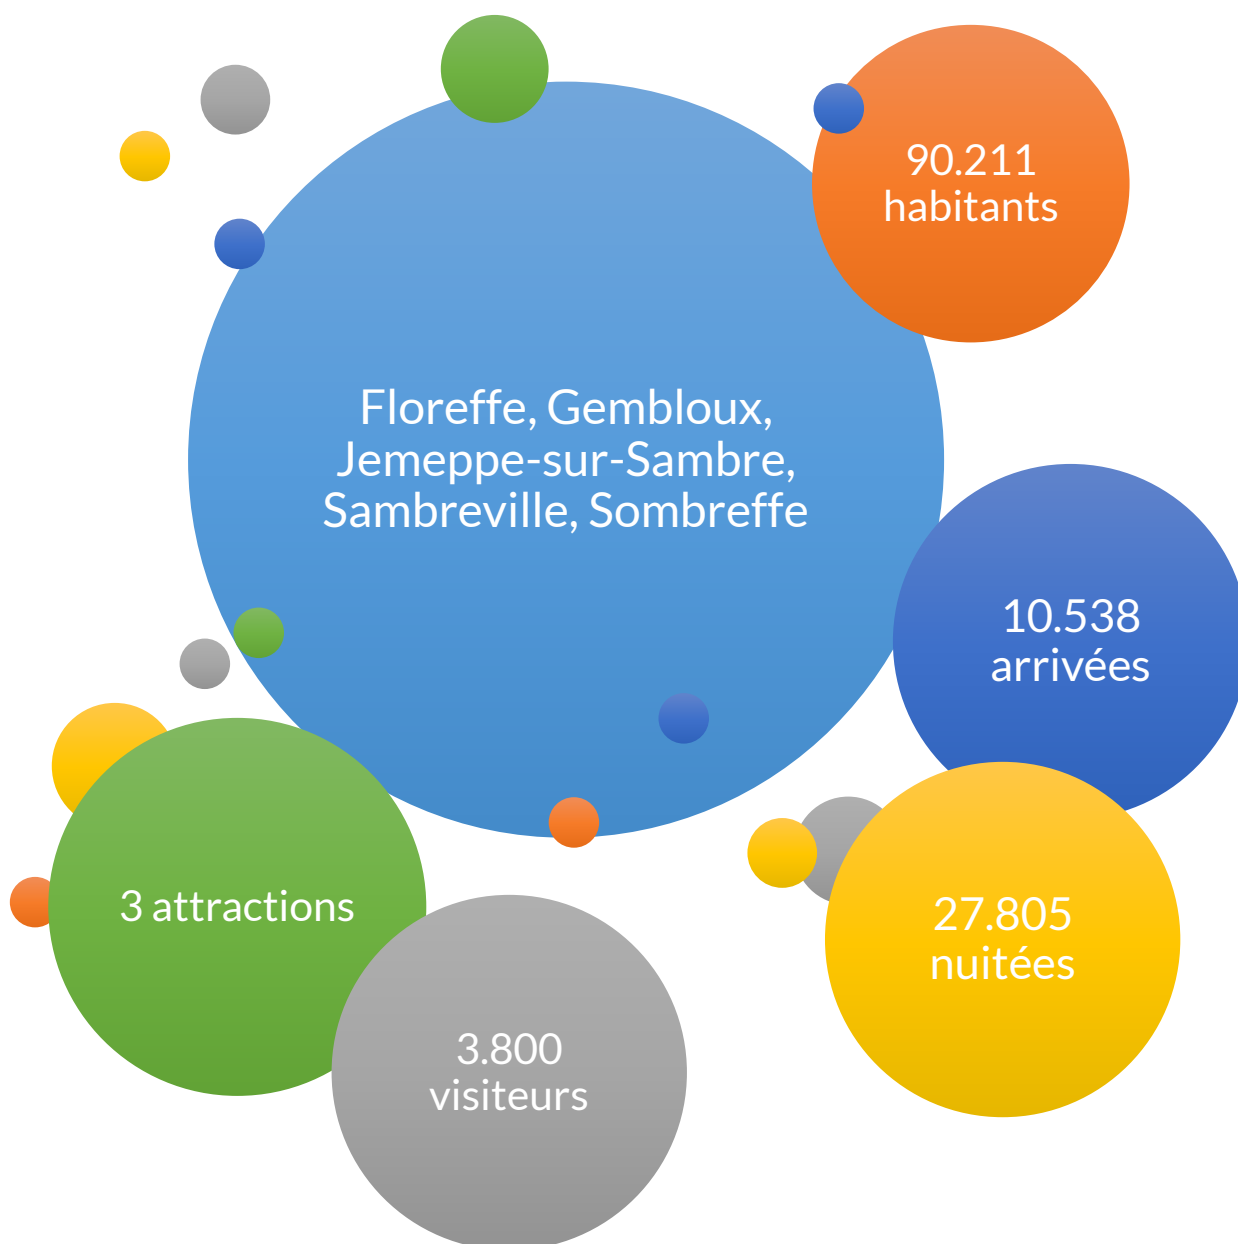 90.211
habitants
Floreffe, Gembloux,
Jemeppe-sur-Sambre,
Sambreville, Sombreffe
10.538
arrivées
3 attractions
27.805
nuitées
3.800
visiteurs